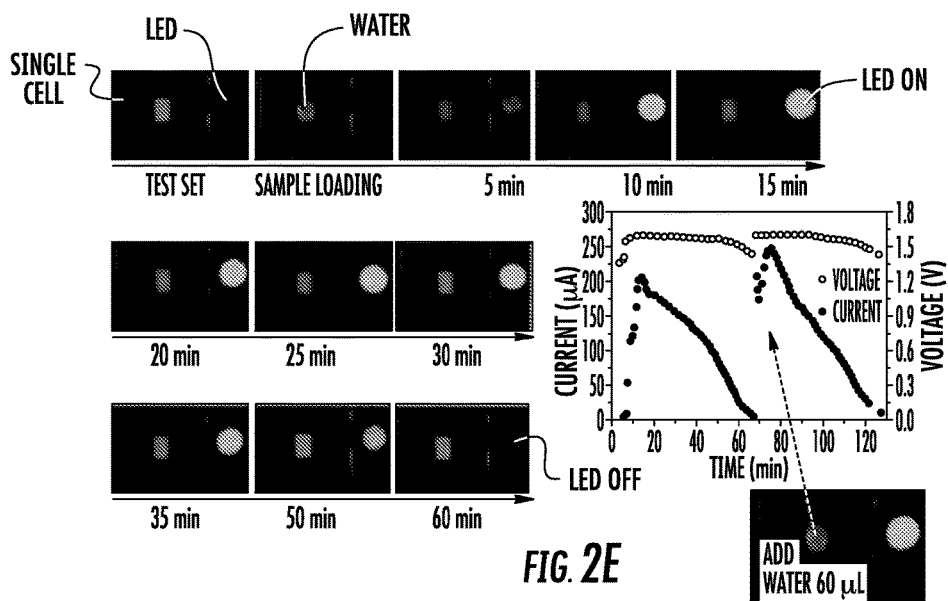 LED
WATER
SINGLE
CELL
LED ON
TEST SET
SAMPLE LOADING
5 min
10 min
15 min
20 min
25 min
30 min
35 min
50 min
60 min
LED OFF
300
250
200
150
100
50
0
CURRENT (μA)
1.8
1.5
1.2
0.9
0.6
0.3
0.0
VOLTAGE (V)
VOLTAGE
CURRENT
0 20 40 60 80 100 120
TIME (min)
ADD
WATER 60 μL
FIG. 2E